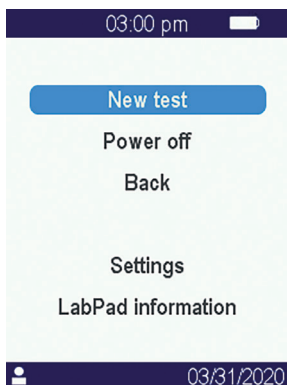 03:00 pm
New test
Power off
Back
Settings
LabPad information
03/31/2020